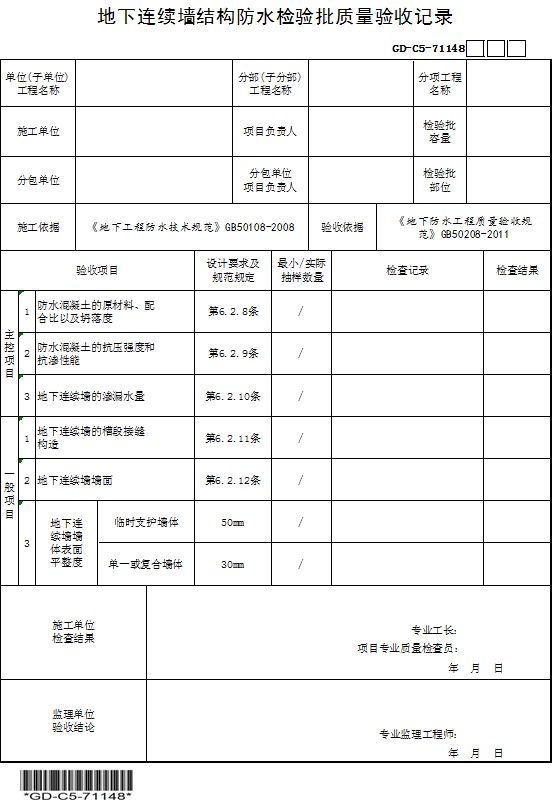 地下连续墙结构防水检验批质量验收记录
GD-C5-71148
单位(子单位)
工程名称
分部(子分部)
工程名称
分项工程
名称
施工单位
项目负责人
检验批
容量
分包单位
分包单位
项目负责人
检验批
部位
施工依据
《地下工程防水技术规范》GB50108-2008
验收依据
《地下防水工程质量验收规
范》GB50208-2011
验收项目
设计要求及
规范规定
最小/实际
抽样数量
检查记录
检查结果
主控项目
1
防水混凝土的原材料、配
合比以及坍落度
第6.2.8条
/
2
防水混凝土的抗压强度和
抗渗性能
第6.2.9条
/
3
地下连续墙的渗漏水量
第6.2.10条
/
一般项目
1
地下连续墙的槽段接缝
构造
第6.2.11条
/
2
地下连续墙墙面
第6.2.12条
/
3
地下连
续墙墙
体表面
平整度
临时支护墙体
50mm
/
单一或复合墙体
30mm
/
施工单位
检查结果
专业工长:
项目专业质量检查员:
年 月 日
监理单位
验收结论
专业监理工程师:
年 月 日
*GD-C5-71148*